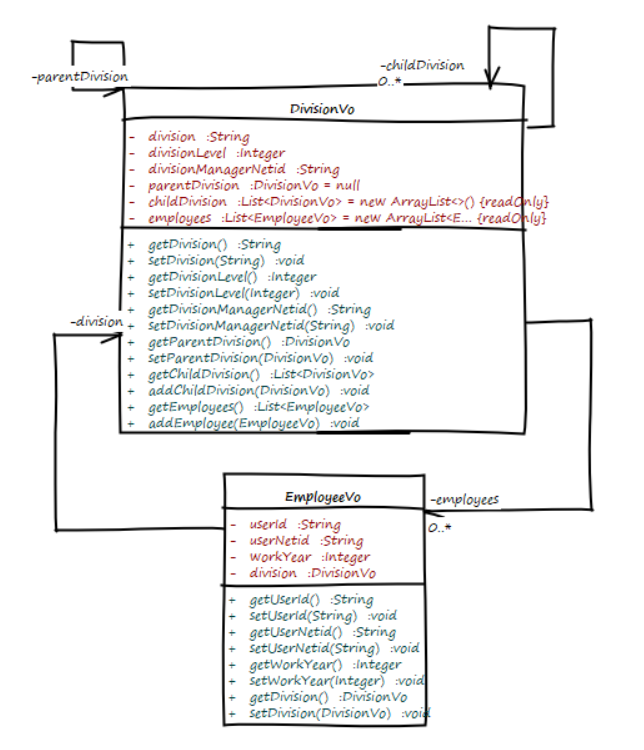 -parentDivision
-childDivision
0..*
DivisionVo
- division :String
- divisionLevel :Integer
- divisionManagerNetid :String
- parentDivision :DivisionVo = null
- childDivision :List<DivisionVo> = new ArrayList<>() {readOnly}
- employees :List<EmployeeVo> = new ArrayList<E... {readOnly}
+ getDivision() :String
+ setDivision(String) :void
+ getDivisionLevel() :Integer
+ setDivisionLevel(Integer) :void
+ getDivisionManagerNetid() :String
+ setDivisionManagerNetid(String) :void
+ getParentDivision() :DivisionVo
+ setParentDivision(DivisionVo) :void
+ getChildDivision() :List<DivisionVo>
+ addChildDivision(DivisionVo) :void
+ getEmployees() :List<EmployeeVo>
+ addEmployee(EmployeeVo) :void
-division
EmployeeVo
-employees
0..*
- userId :String
- userNetid :String
- workYear :Integer
- division :DivisionVo
+ getUserId() :String
+ setUserId(String) :void
+ getUserNetid() :String
+ setUserNetid(String) :void
+ getWorkYear() :Integer
+ setWorkYear(Integer) :void
+ getDivision() :DivisionVo
+ setDivision(DivisionVo) :void